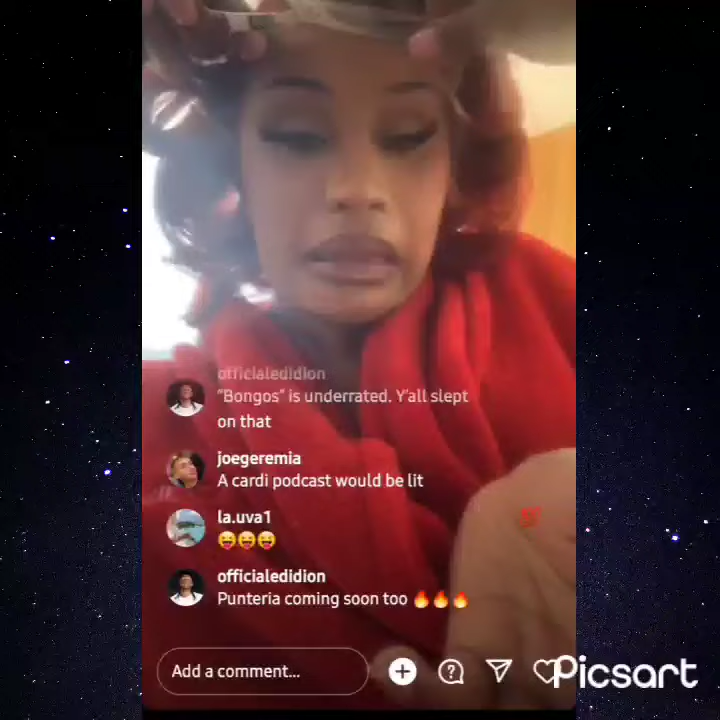 officialedidion
"Bongos" is underrated. Y'all slept
on that
joegeremia
A cardi podcast would be lit
la.uva1
😝😝😝
officialedidion
Punteria coming soon too 🔥🔥🔥
Add a comment...
Picsart